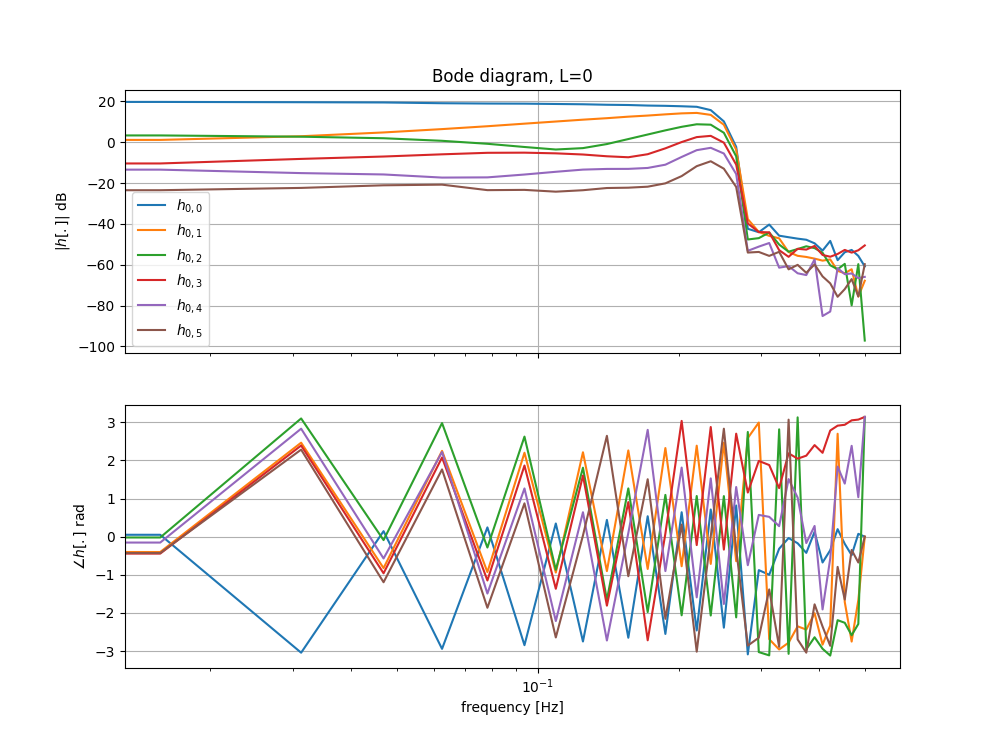 Bode diagram, L=0
|h[.]| dB
20
0
−20
−40
−60
−80
−100
h0,0
h0,1
h0,2
h0,3
h0,4
h0,5
∠h[.] rad
3
2
1
0
−1
−2
−3
10−1
frequency [Hz]